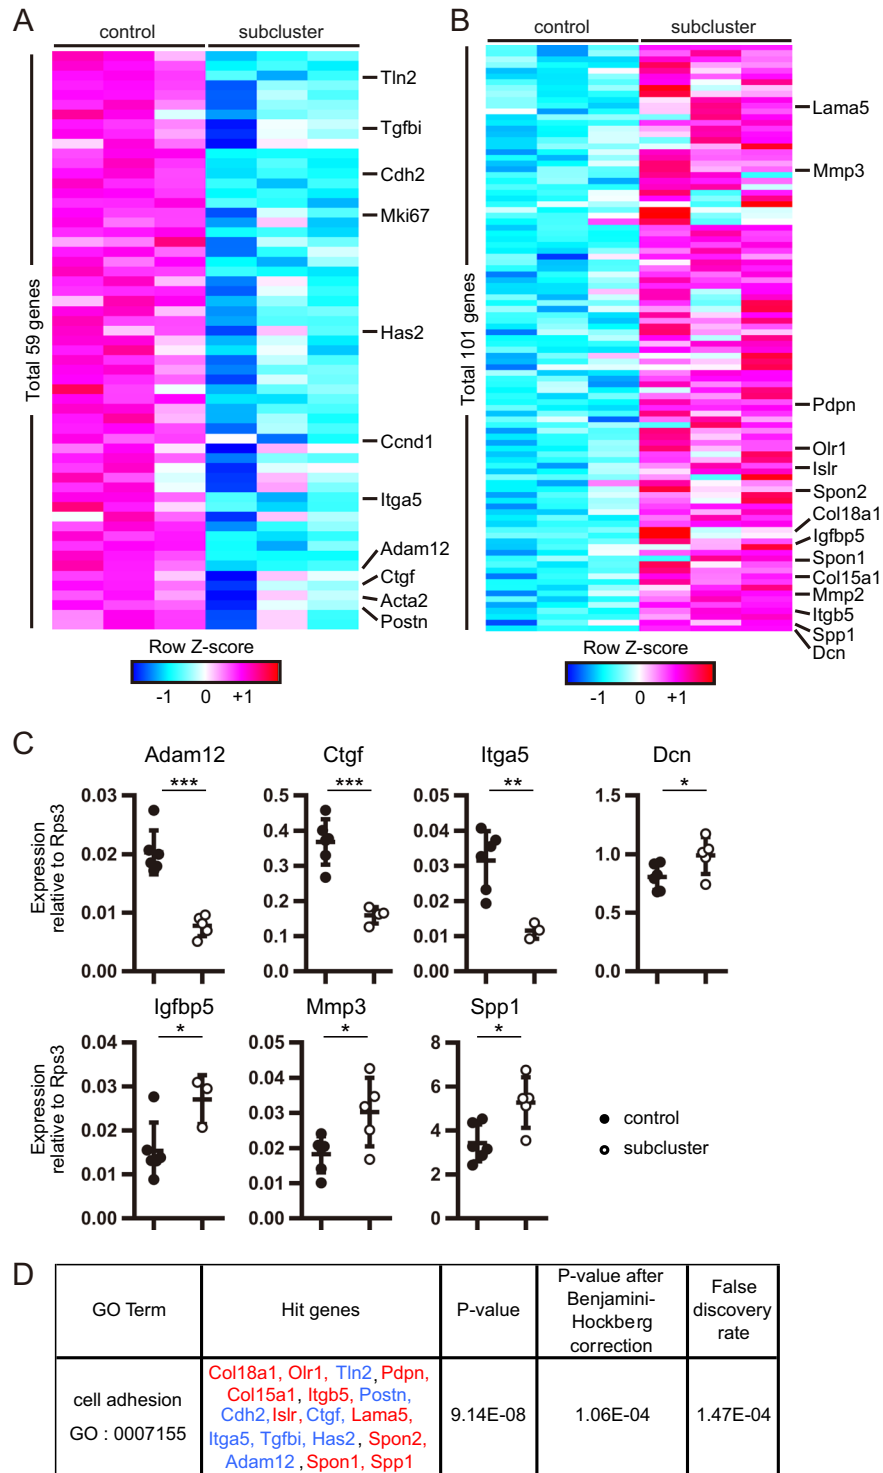 A
control
subcluster
Total 59 genes
Tln2
Tgfbi
Cdh2
Mki67
Has2
Ccnd1
Itga5
Adam12
Ctgf
Acta2
Postn
Row Z-score
-1 0 +1
B
control
subcluster
Total 101 genes
Lama5
Mmp3
Pdpn
Olr1
Islr
Spon2
Col18a1
Igfbp5
Spon1
Col15a1
Mmp2
Itgb5
Spp1
Dcn
Row Z-score
-1 0 +1
C
Expression
relative to Rps3
Adam12
***
0.03
0.02
0.01
0.00
Ctgf
***
0.5
0.4
0.3
0.2
0.1
0.0
Itga5
**
0.05
0.04
0.03
0.02
0.01
0.00
Dcn
*
1.5
1.0
0.5
0.0
Expression
relative to Rps3
Igfbp5
*
0.04
0.03
0.02
0.01
0.00
Mmp3
*
0.05
0.04
0.03
0.02
0.01
0.00
Spp1
*
8
6
4
2
0
control
subcluster
D
GO Term
Hit genes
P-value
P-value after
Benjamini-
Hockberg
correction
False
discovery
rate
cell adhesion
GO : 0007155
Col18a1, Olr1, Tln2, Pdpn,
Col15a1, Itgb5, Postn,
Cdh2, Islr, Ctgf, Lama5,
Itga5, Tgfbi, Has2, Spon2,
Adam12 , Spon1, Spp1
9.14E-08
1.06E-04
1.47E-04